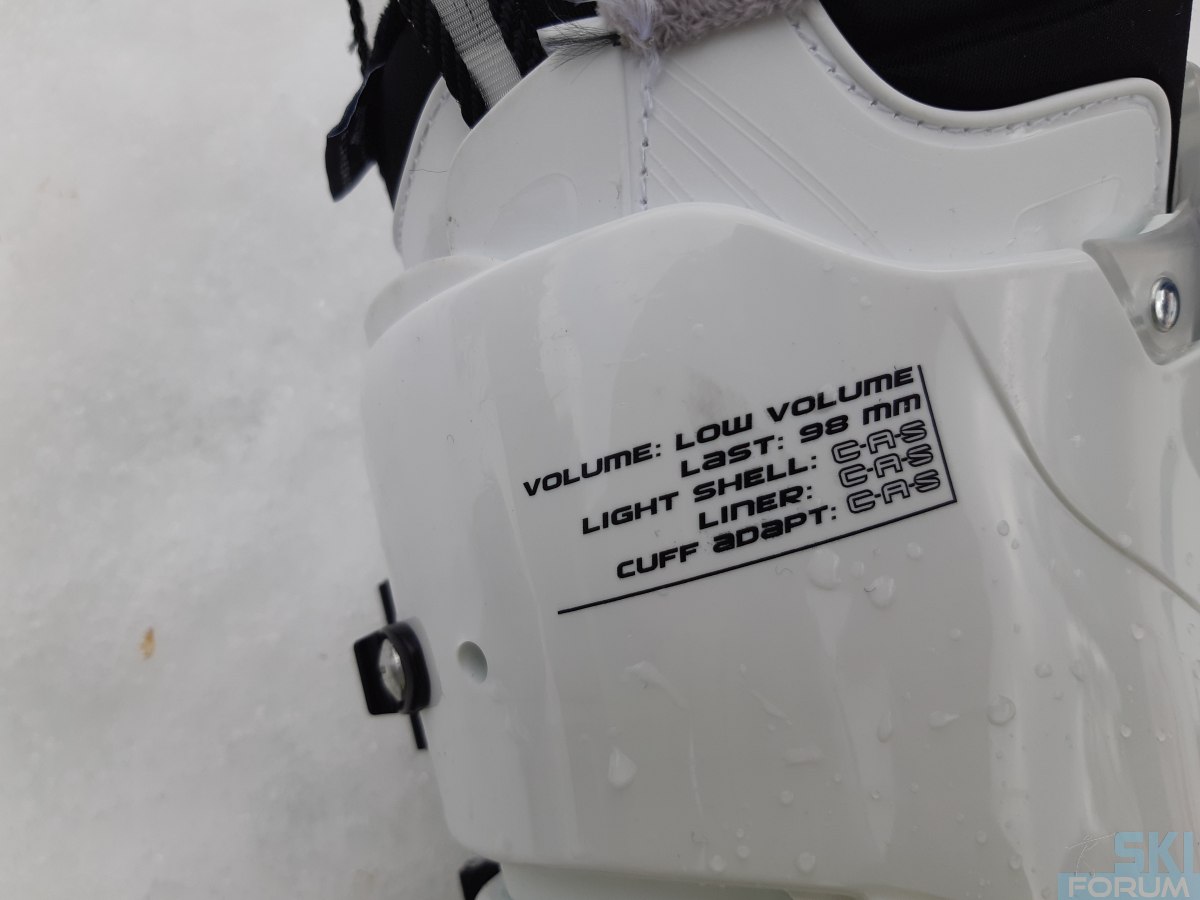 VOLUME: LOW VOLUME
LAST: 98 mm
LIGHT SHELL: C-A-S
LINER: C-A-S
CUFF ADAPT: C-A-S
SKI
FORUM